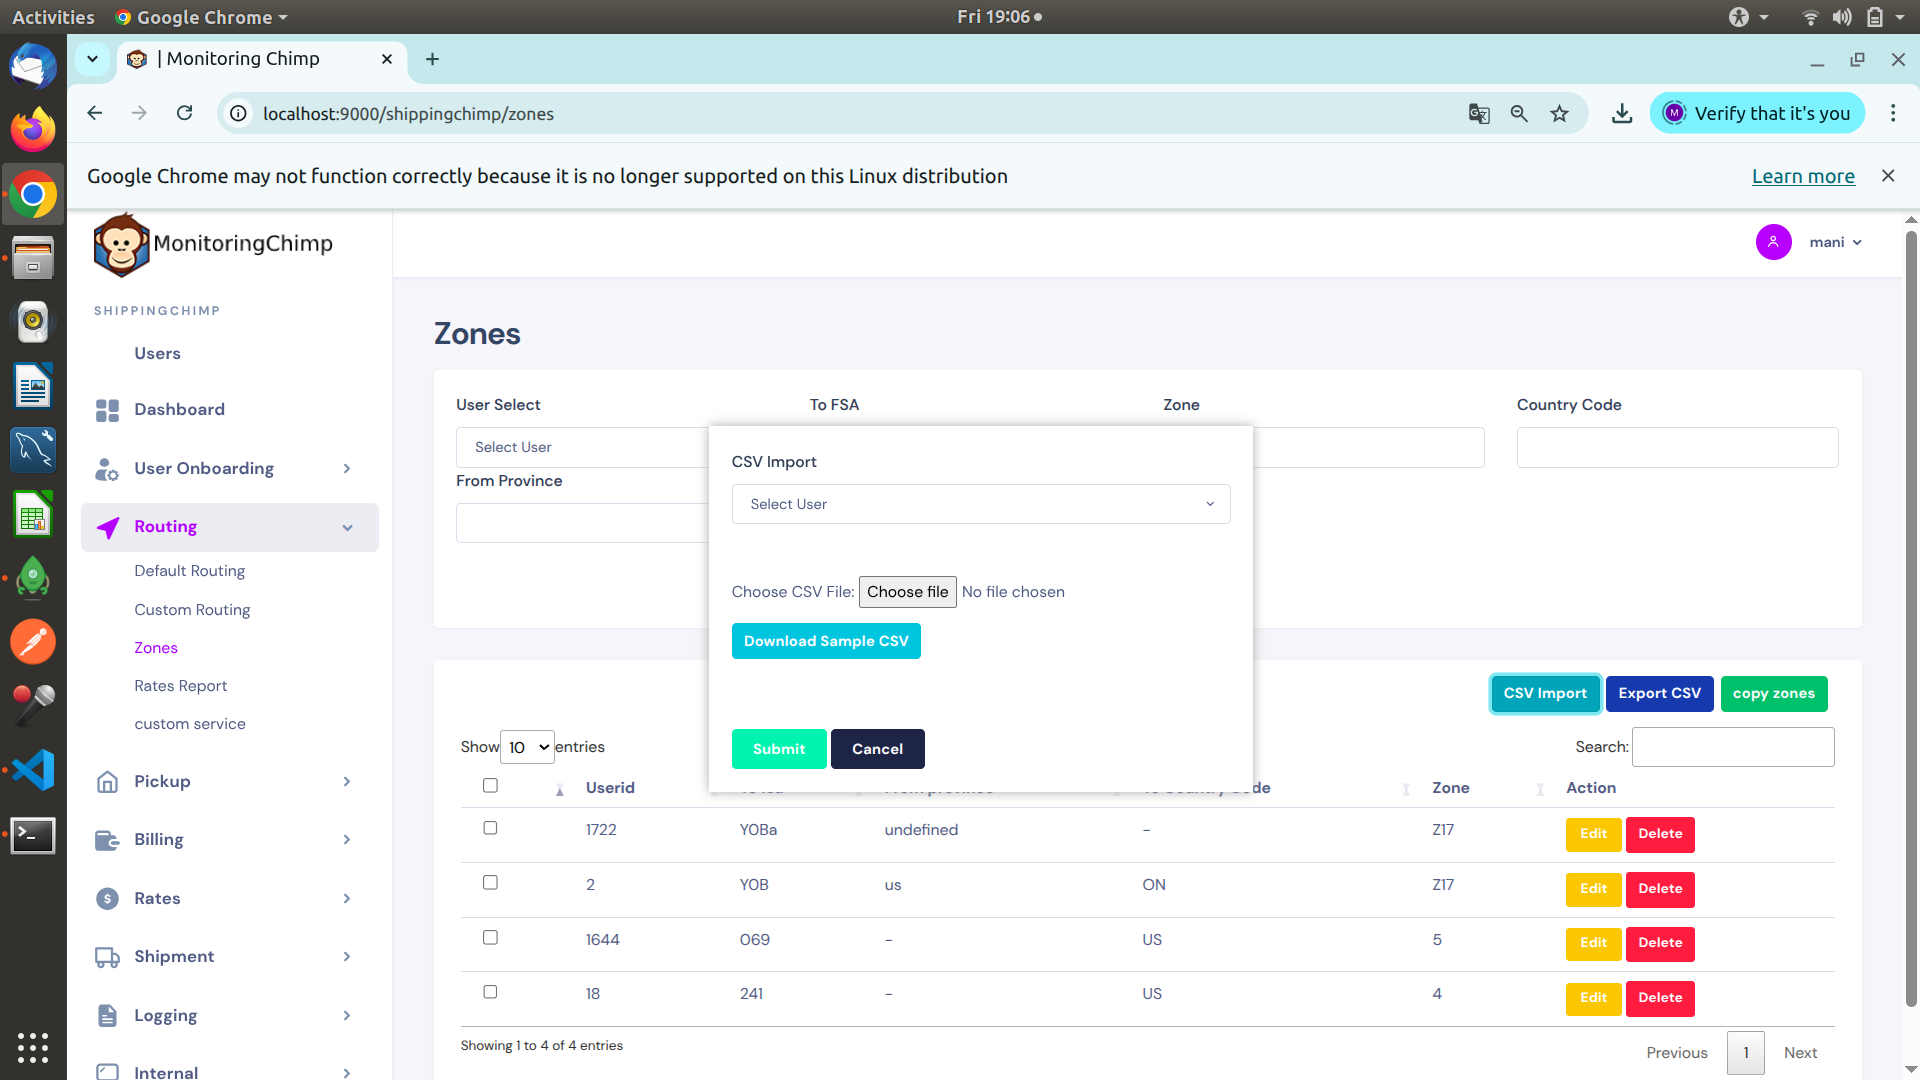 Activities
Google Chrome
Fri 19:06
| Monitoring Chimp
localhost:9000/shippingchimp/zones
M
Verify that it's you
Google Chrome may not function correctly because it is no longer supported on this Linux distribution
Learn more
MonitoringChimp
mani
SHIPPINGCHIMP
Users
Dashboard
User Onboarding
Routing
Default Routing
Custom Routing
Zones
Rates Report
custom service
Pickup
Billing
Rates
Shipment
Logging
Internal
Zones
User Select
To FSA
Zone
Country Code
Select User
From Province
CSV Import
Select User
Choose CSV File: Choose file No file chosen
Download Sample CSV
Submit Cancel
CSV Import Export CSV copy zones
Show 10 entries
Search:
Userid Zone Action
1722 Y0Ba undefined - Z17 Edit Delete
2 Y0B us ON Z17 Edit Delete
1644 069 - US 5 Edit Delete
18 241 - US 4 Edit Delete
Showing 1 to 4 of 4 entries
Previous 1 Next